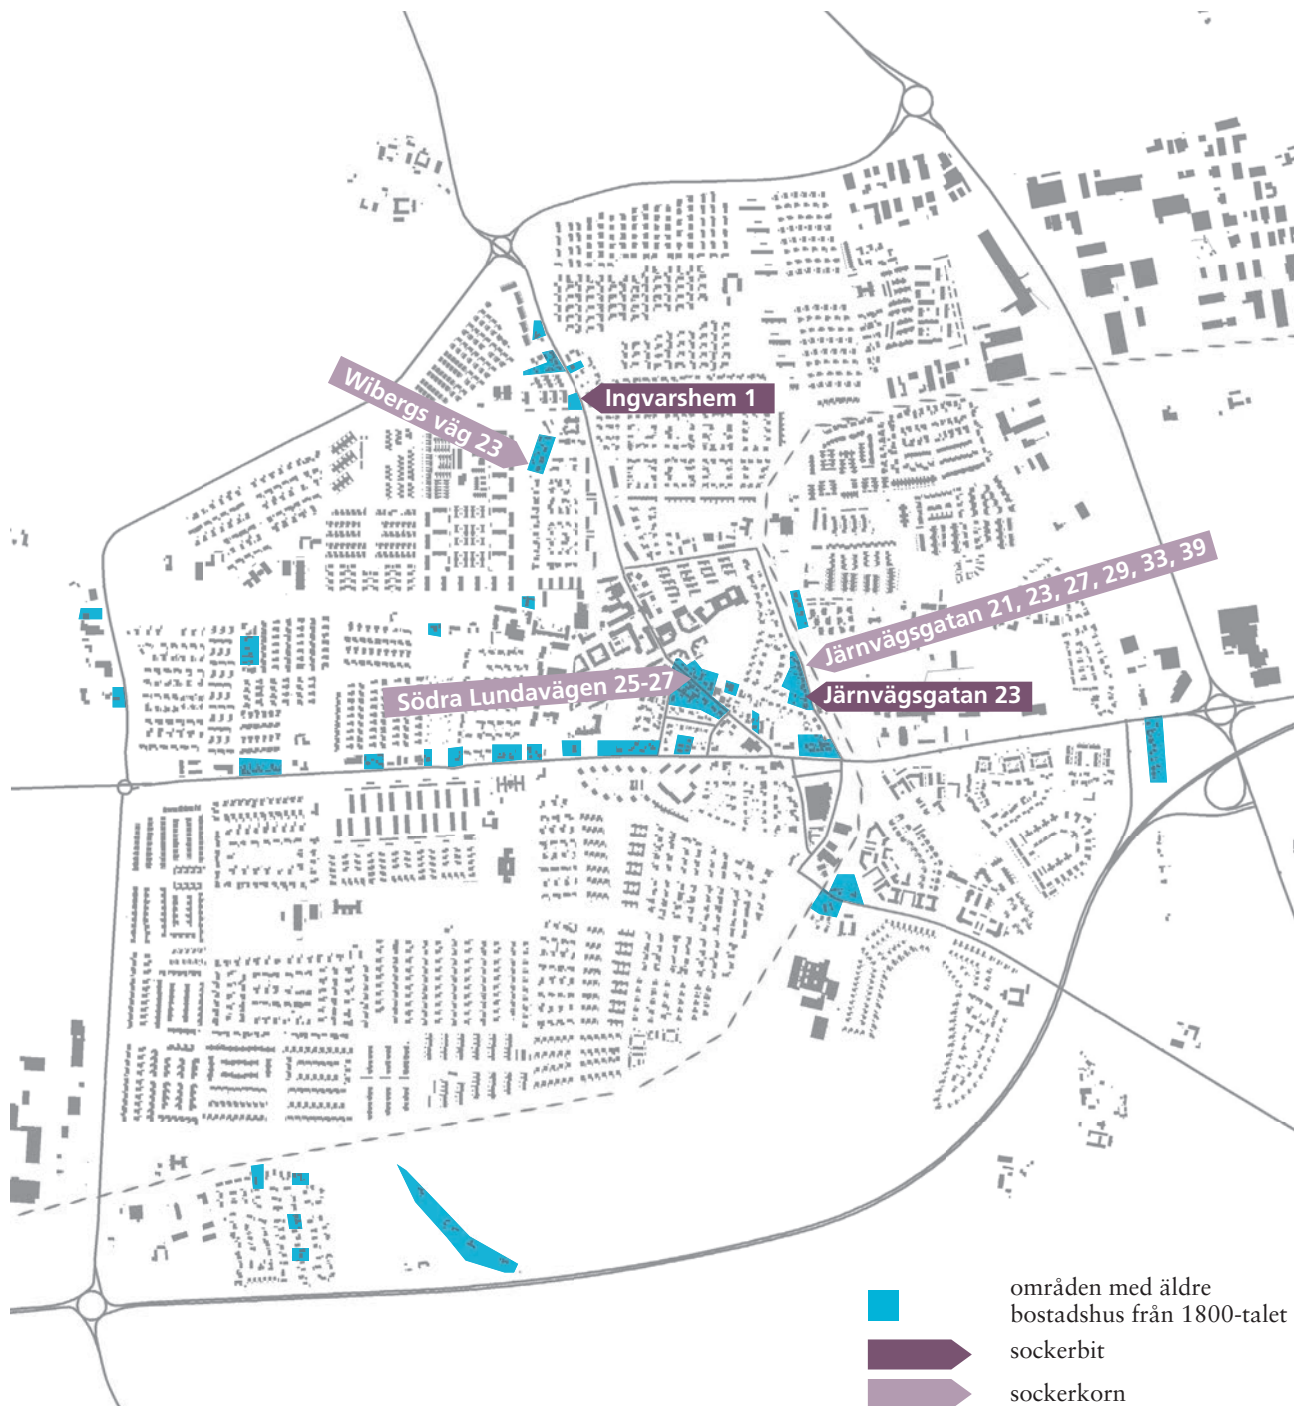 Wibergs väg 23
Ingvarshem 1
Järnvägsgatan 21, 23, 27, 29, 33, 39
Södra Lundavägen 25-27
Järnvägsgatan 23
områden med äldre
bostadshus från 1800-talet
sockerbit
sockerkorn